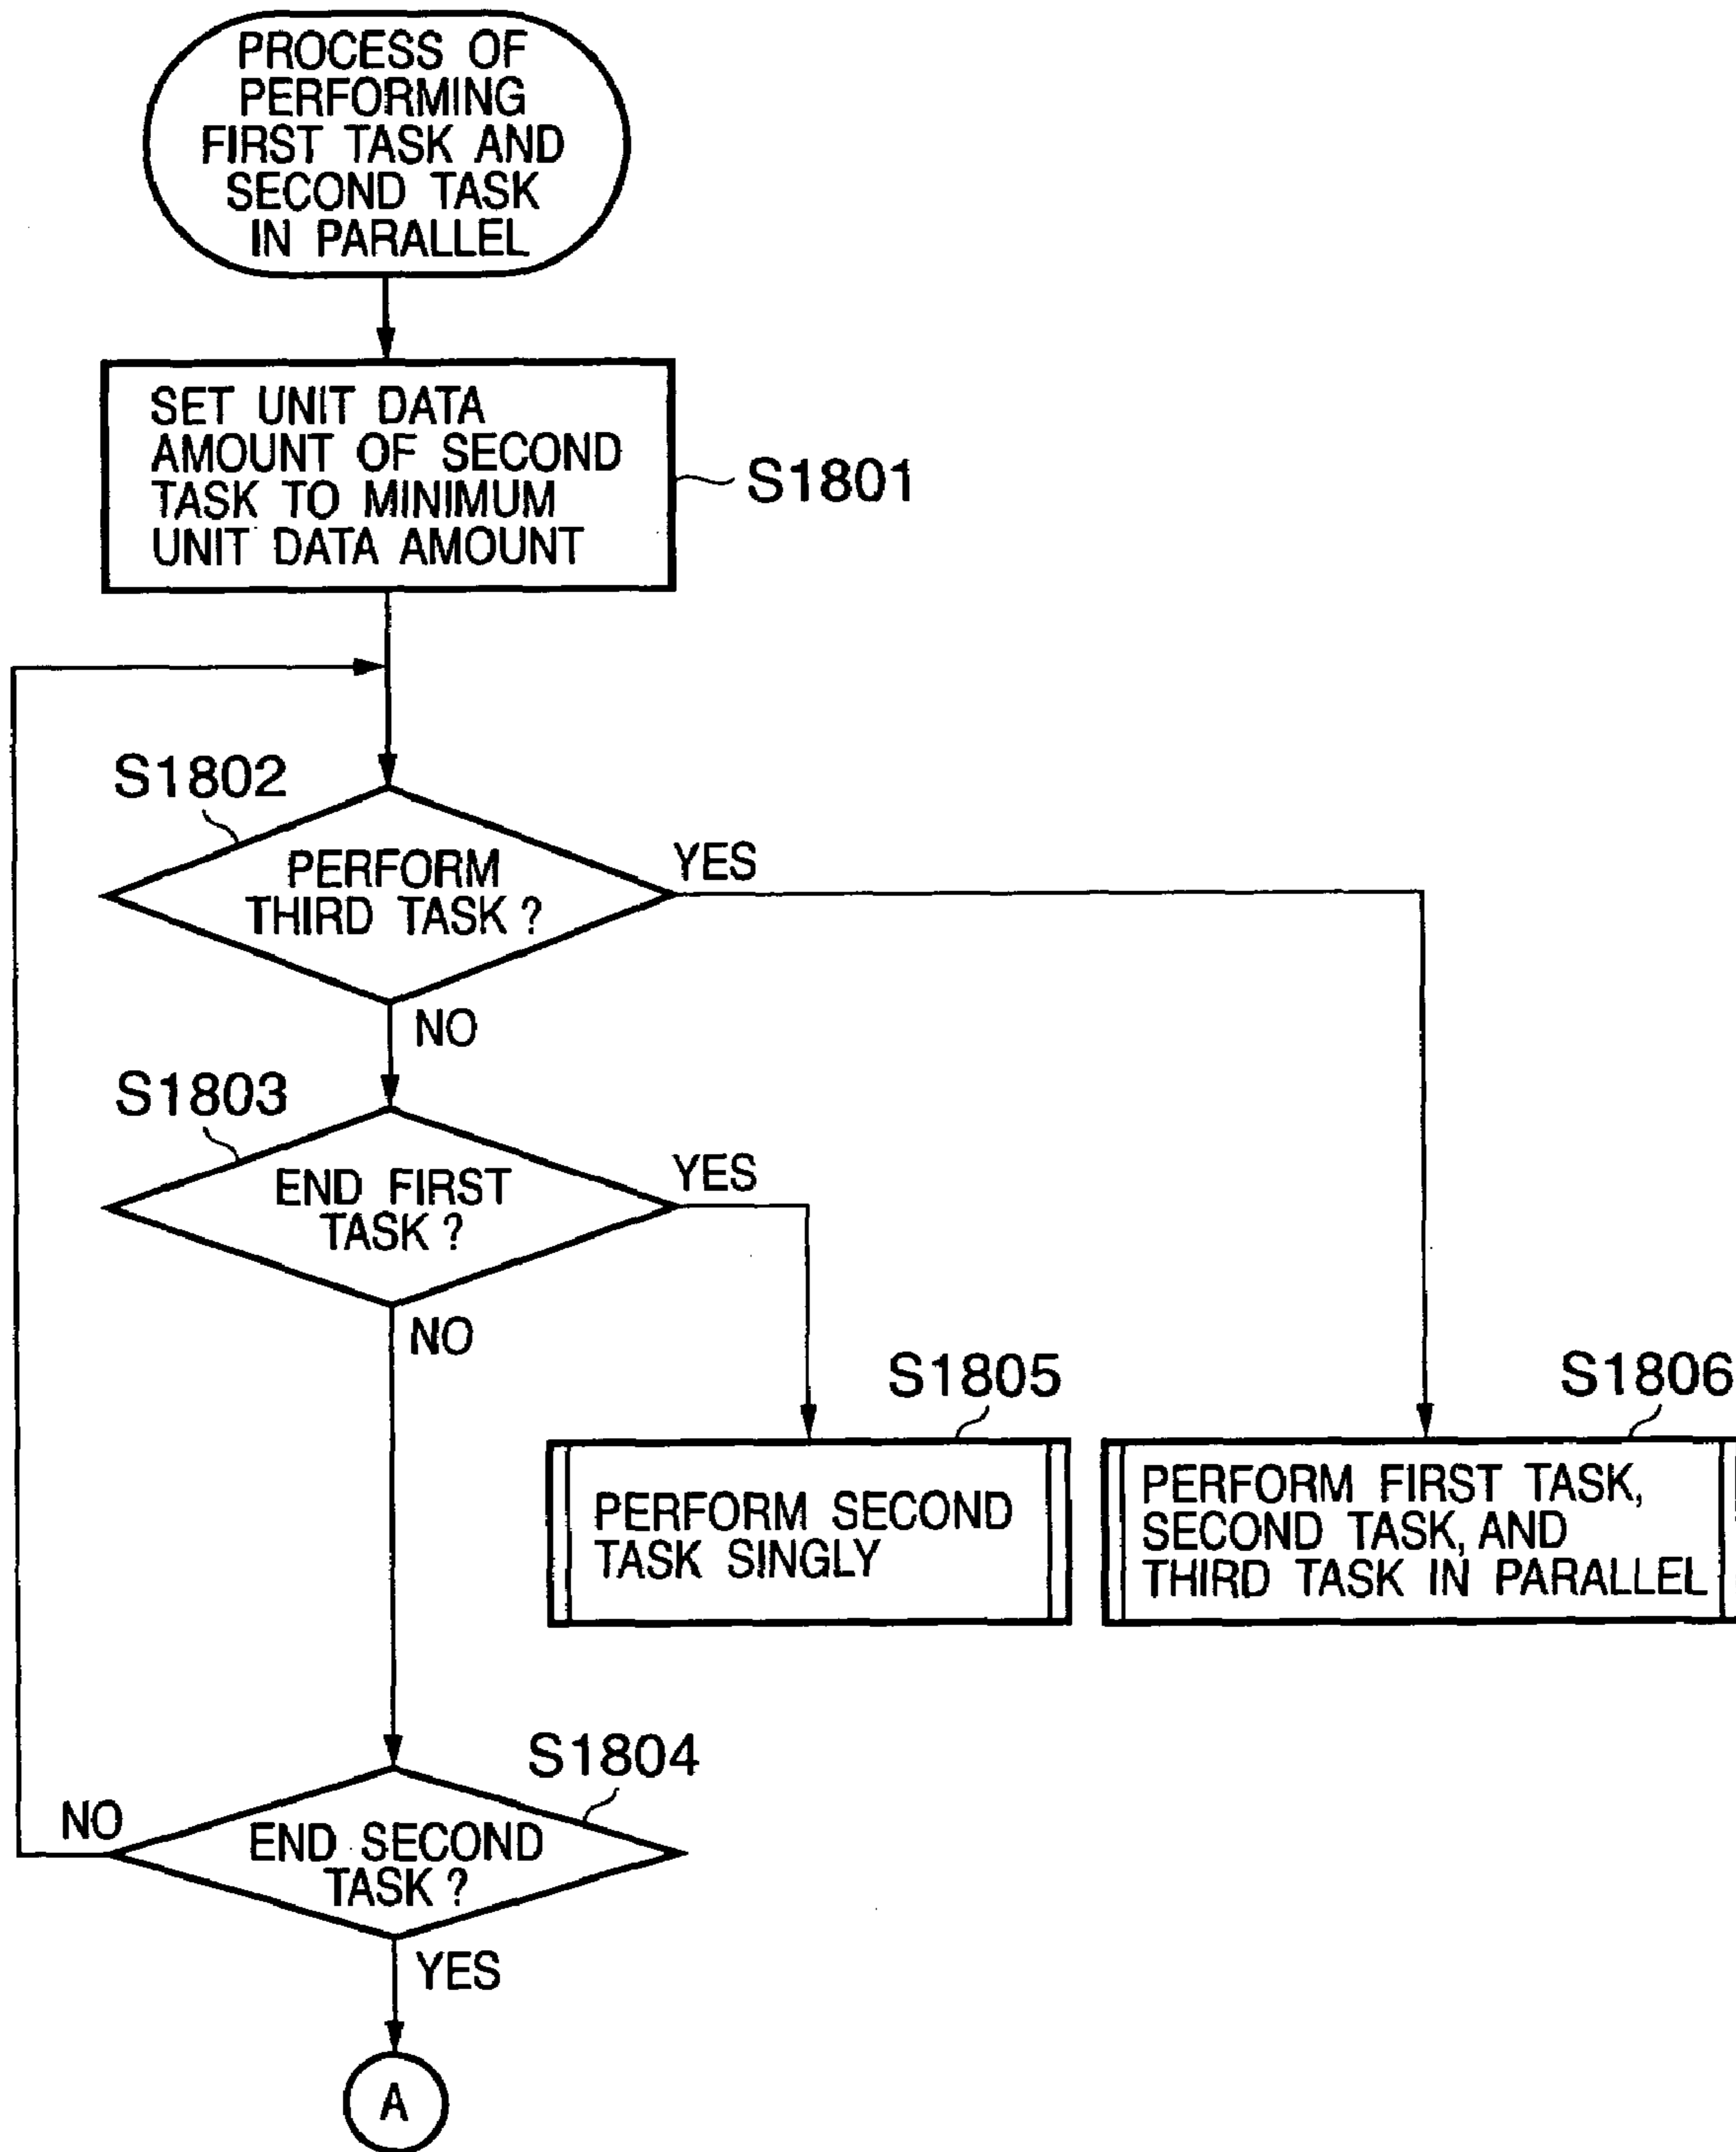 PROCESS OF
PERFORMING
FIRST TASK AND
SECOND TASK
IN PARALLEL
SET UNIT DATA
AMOUNT OF SECOND
TASK TO MINIMUM
UNIT DATA AMOUNT
S1801
S1802
PERFORM
THIRD TASK ?
YES
NO
S1803
END FIRST
TASK ?
YES
NO
S1805
PERFORM SECOND
TASK SINGLY
S1806
PERFORM FIRST TASK,
SECOND TASK, AND
THIRD TASK IN PARALLEL
S1804
NO
END SECOND
TASK ?
YES
A